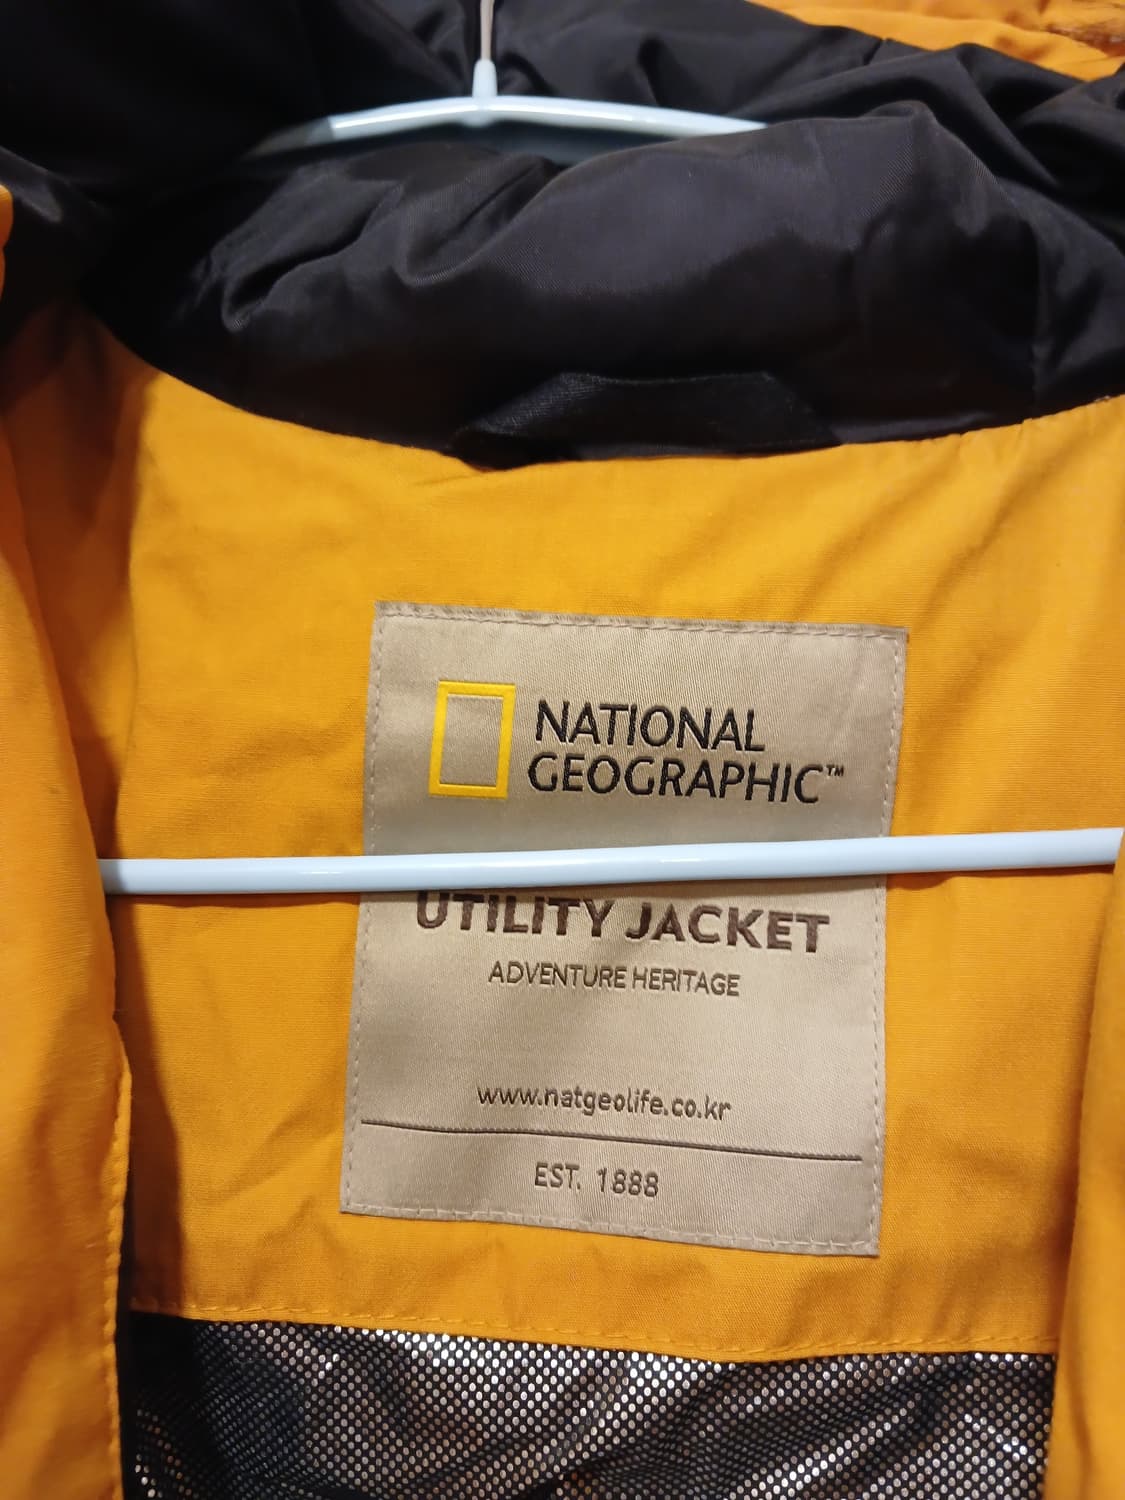 NATIONAL
GEOGRAPHIC™
UTILITY JACKET
ADVENTURE HERITAGE
www.natgeolife.co.kr
EST. 1888